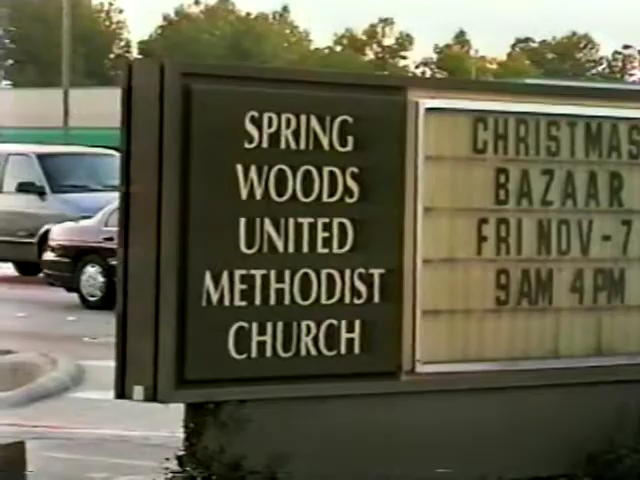 SPRING
WOODS
UNITED
METHODIST
CHURCH
CHRISTMAS
BAZAAR
FRI NOV - 7
9AM 4PM